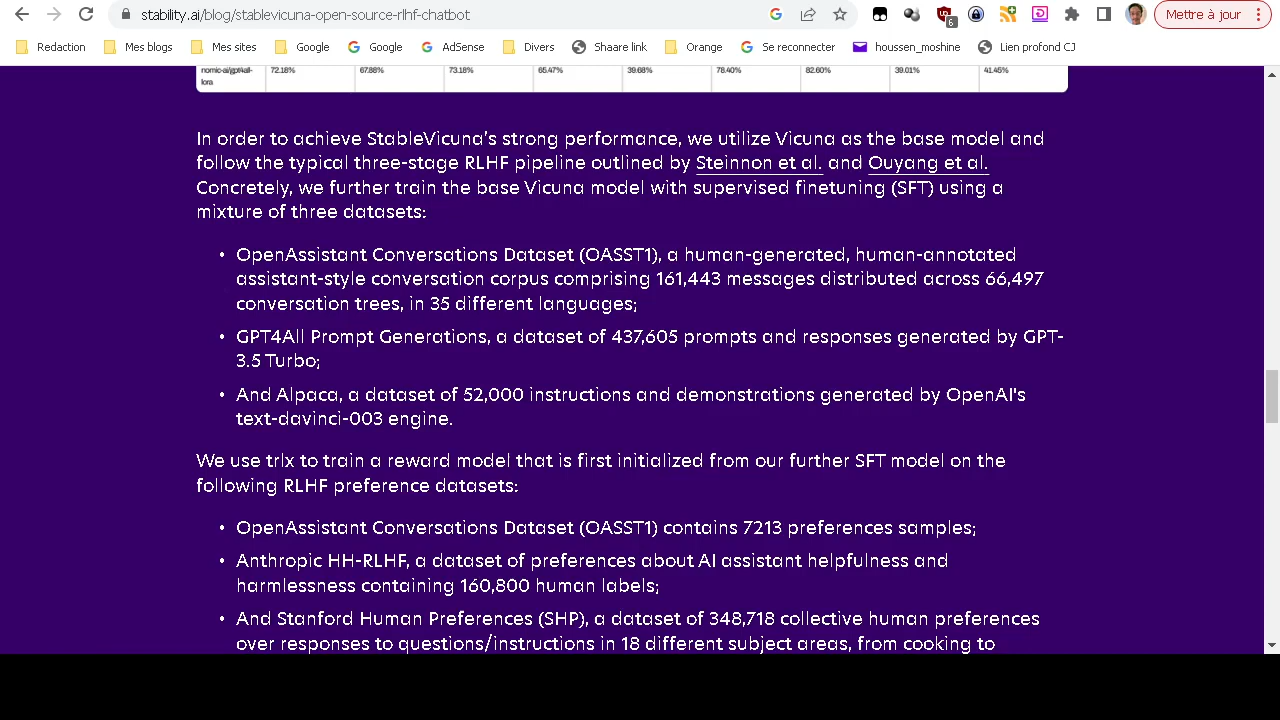 stability.ai/blog/stablevicuna-open-source-rlhf-chatbot
6
Mettre à jour
Redaction Mes blogs Mes sites Google Google AdSense Divers Shaare link Orange Se reconnecter houssen_moshine Lien profond CJ
nomic-ai/gpt4all- 72.18% 67.88% 73.18% 65.47% 39.68% 78.40% 82.60% 39.01% 41.45%
lora
In order to achieve StableVicuna’s strong performance, we utilize Vicuna as the base model and
follow the typical three-stage RLHF pipeline outlined by Steinnon et al. and Ouyang et al.
Concretely, we further train the base Vicuna model with supervised finetuning (SFT) using a
mixture of three datasets:
• OpenAssistant Conversations Dataset (OASST1), a human-generated, human-annotated
assistant-style conversation corpus comprising 161,443 messages distributed across 66,497
conversation trees, in 35 different languages;
• GPT4All Prompt Generations, a dataset of 437,605 prompts and responses generated by GPT-
3.5 Turbo;
• And Alpaca, a dataset of 52,000 instructions and demonstrations generated by OpenAI's
text-davinci-003 engine.
We use trlx to train a reward model that is first initialized from our further SFT model on the
following RLHF preference datasets:
• OpenAssistant Conversations Dataset (OASST1) contains 7213 preferences samples;
• Anthropic HH-RLHF, a dataset of preferences about AI assistant helpfulness and
harmlessness containing 160,800 human labels;
• And Stanford Human Preferences (SHP), a dataset of 348,718 collective human preferences
over responses to questions/instructions in 18 different subject areas, from cooking to